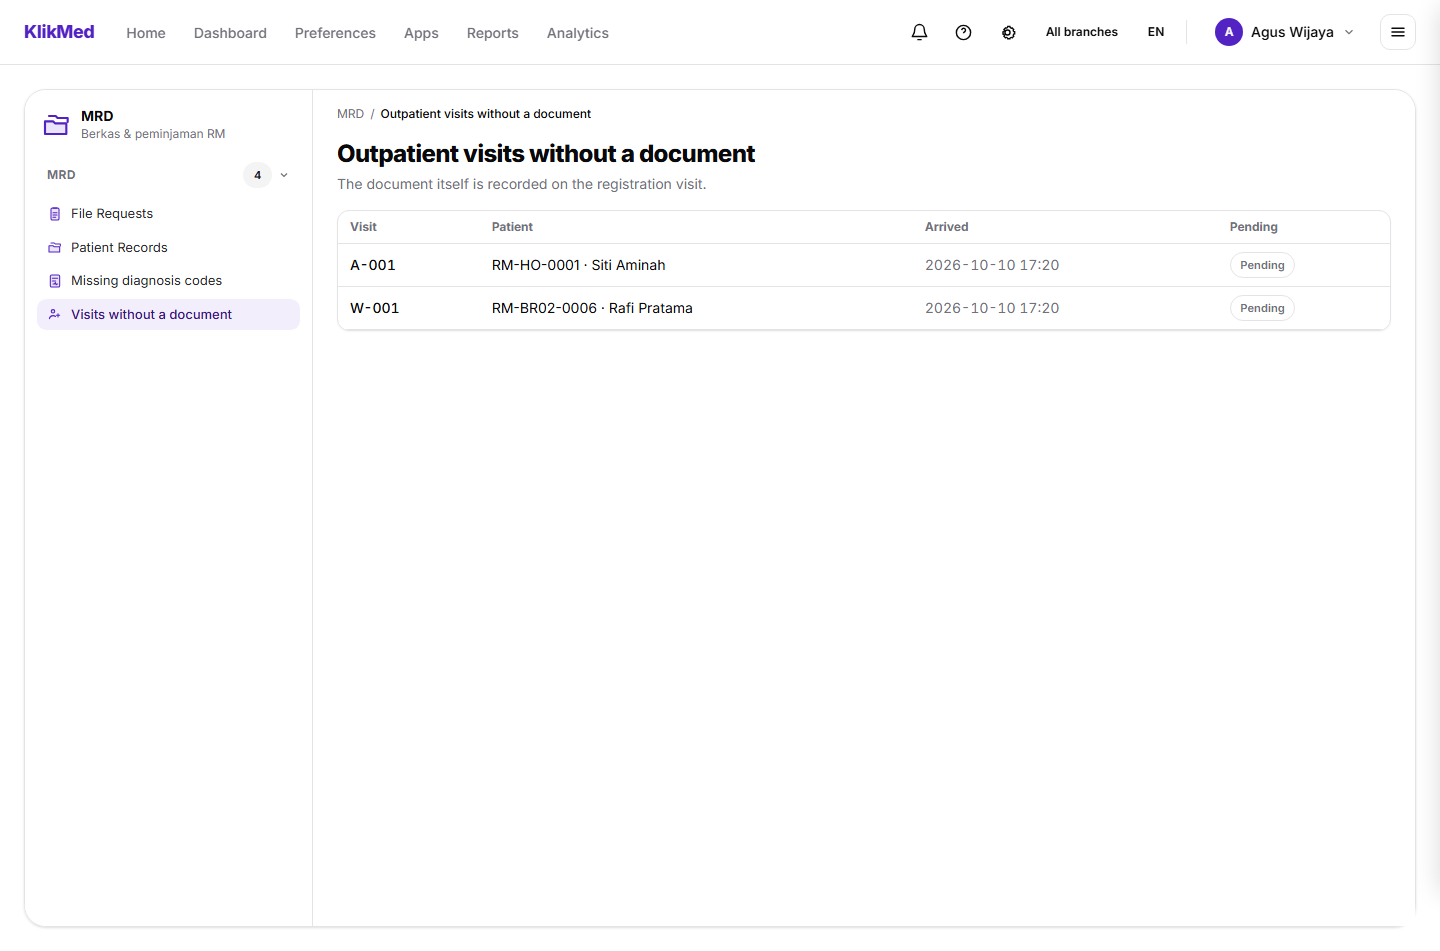 KlikMed Home Dashboard Preferences Apps Reports Analytics All branches EN A Agus Wijaya
MRD
Berkas & peminjaman RM
MRD 4
File Requests
Patient Records
Missing diagnosis codes
Visits without a document
MRD / Outpatient visits without a document
Outpatient visits without a document
The document itself is recorded on the registration visit.
Visit Patient Arrived Pending
A-001 RM-HO-0001 · Siti Aminah 2026-10-10 17:20 Pending
W-001 RM-BR02-0006 · Rafi Pratama 2026-10-10 17:20 Pending